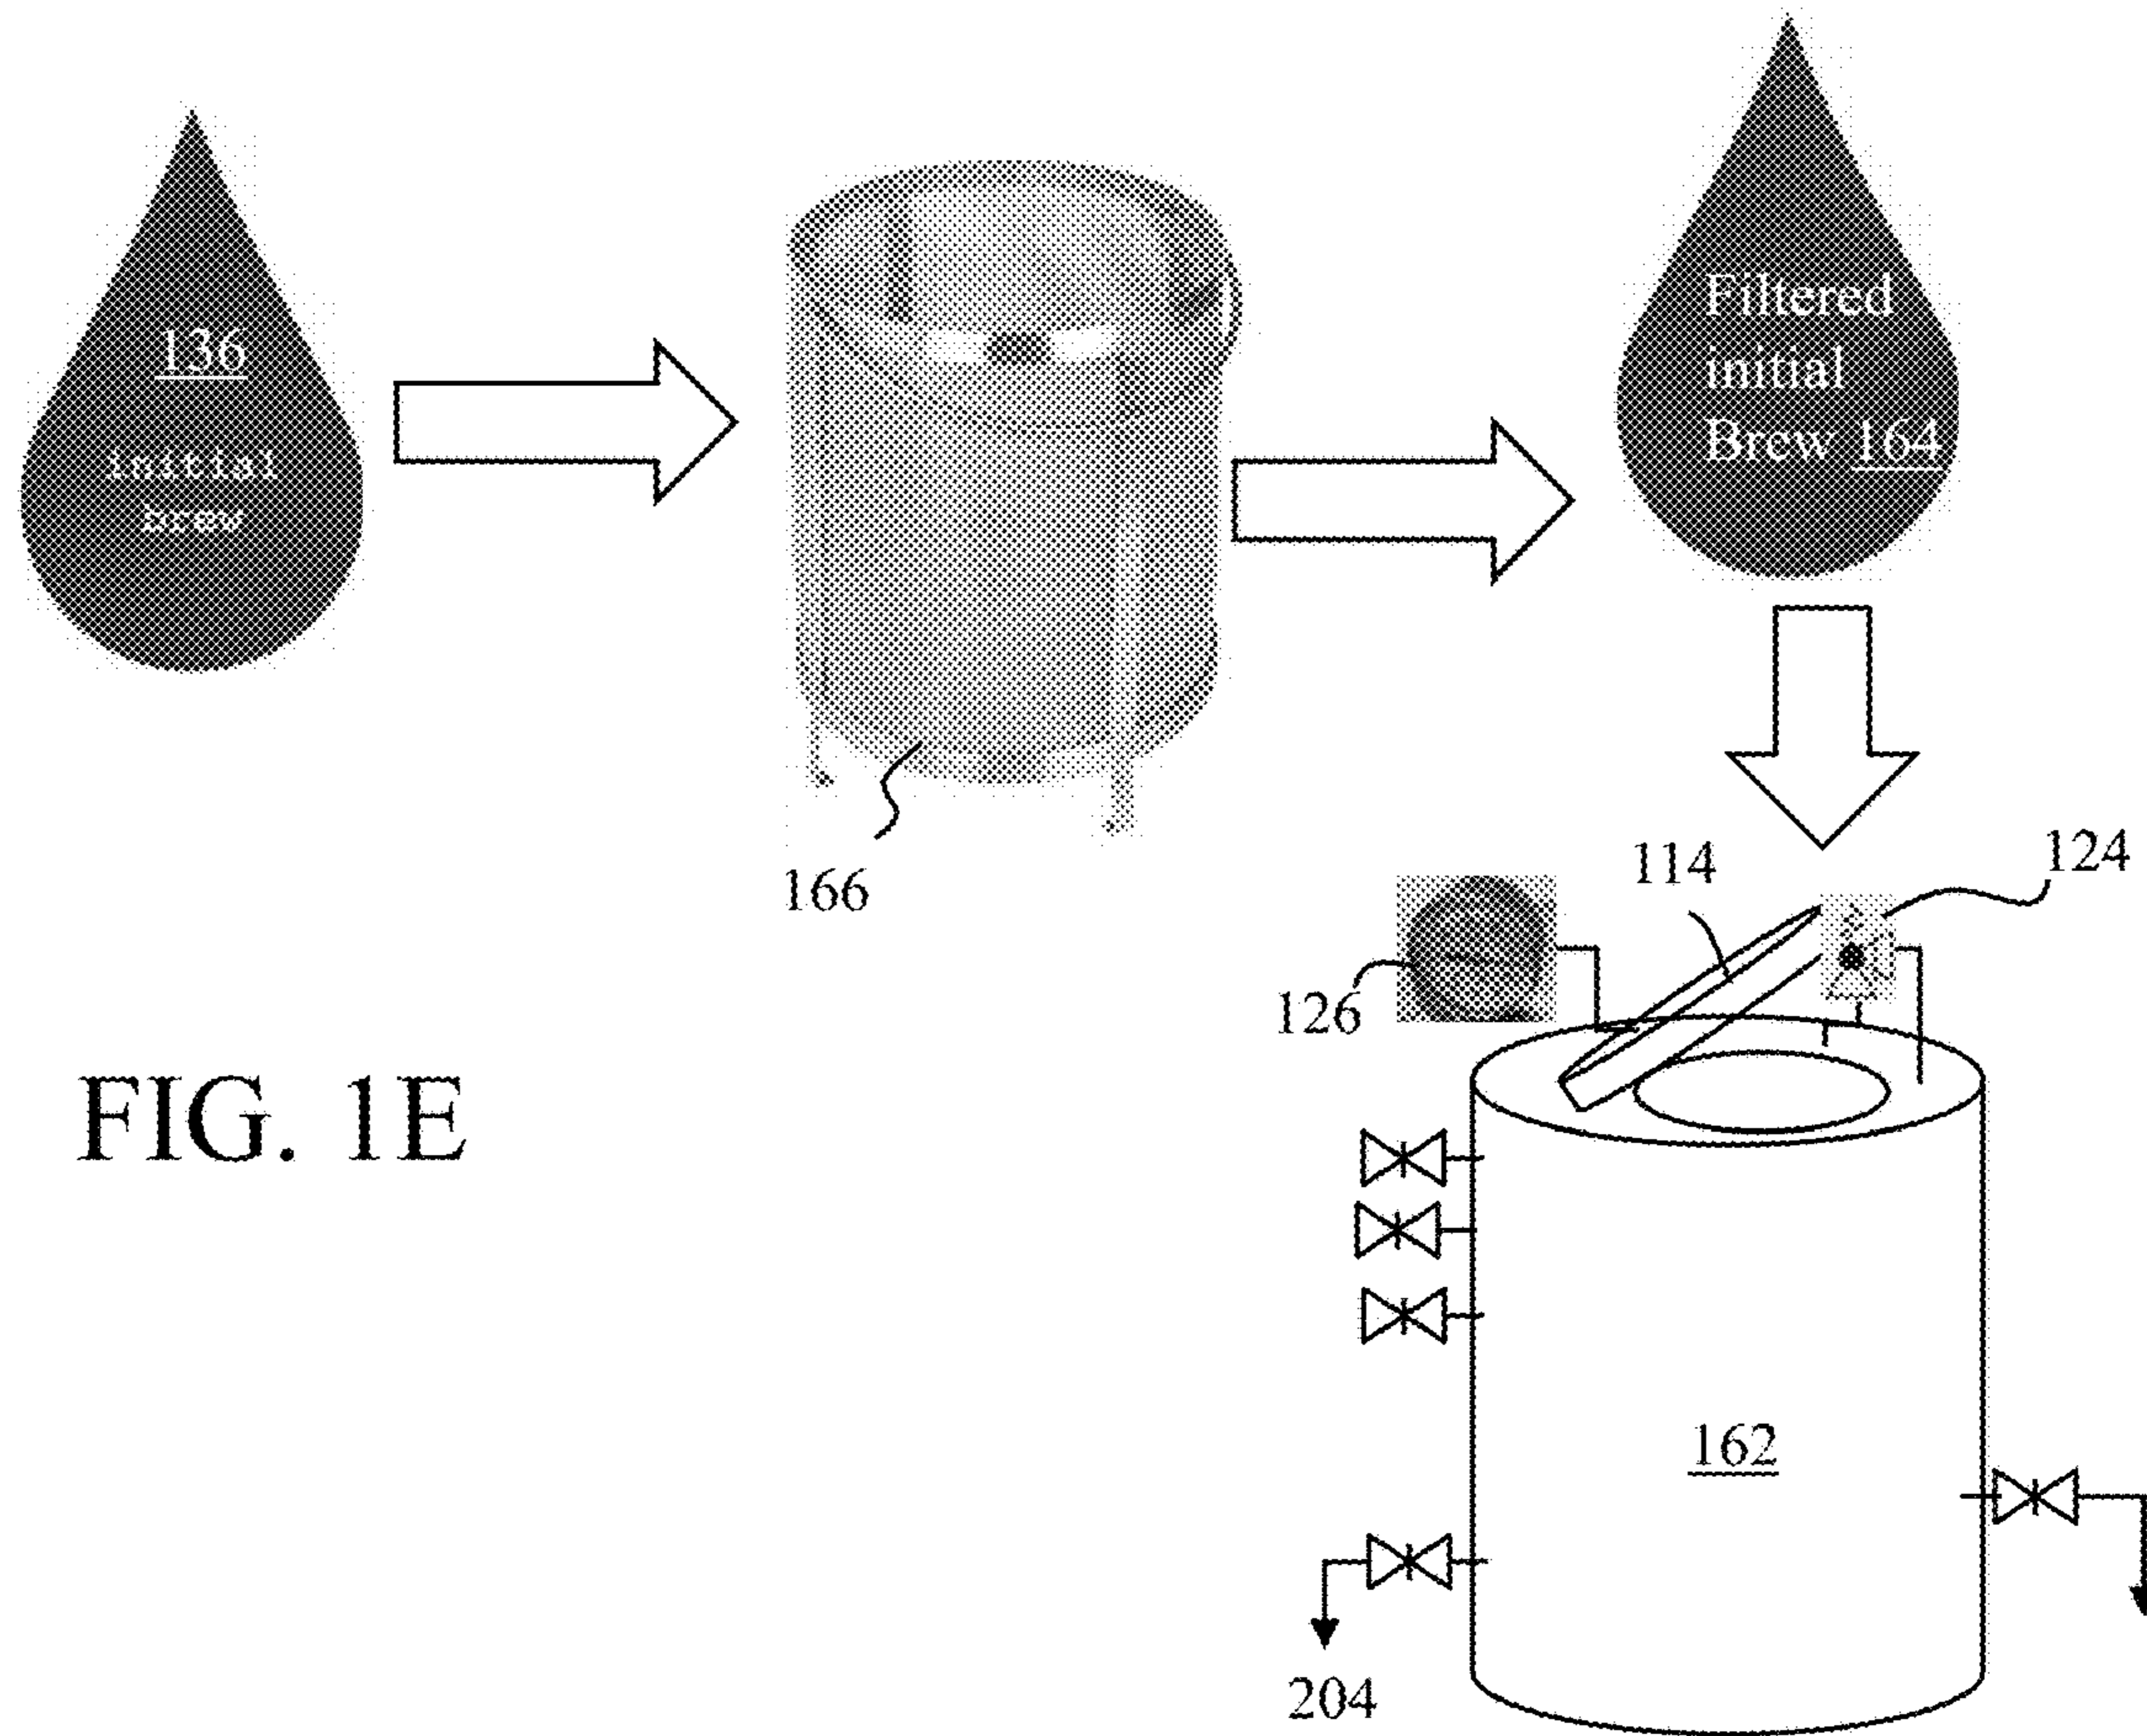 136
initial
brew
Filtered
initial
Brew 164
166
114
124
126
FIG. 1E
162
204